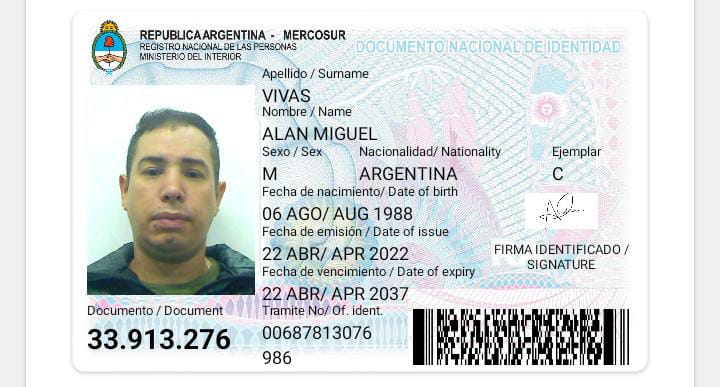 REPUBLICA ARGENTINA - MERCOSUR
REGISTRO NACIONAL DE LAS PERSONAS
MINISTERIO DEL INTERIOR
DOCUMENTO NACIONAL DE IDENTIDAD
Apellido / Surname
VIVAS
Nombre / Name
ALAN MIGUEL
Sexo / Sex Nacionalidad/ Nationality Ejemplar
M ARGENTINA C
Fecha de nacimiento/ Date of birth
06 AGO/ AUG 1988
Fecha de emisión / Date of issue
22 ABR/ APR 2022
FIRMA IDENTIFICADO /
SIGNATURE
Fecha de vencimiento / Date of expiry
22 ABR/ APR 2037
Documento / Document
33.913.276
Tramite No/ Of. ident.
00687813076
986